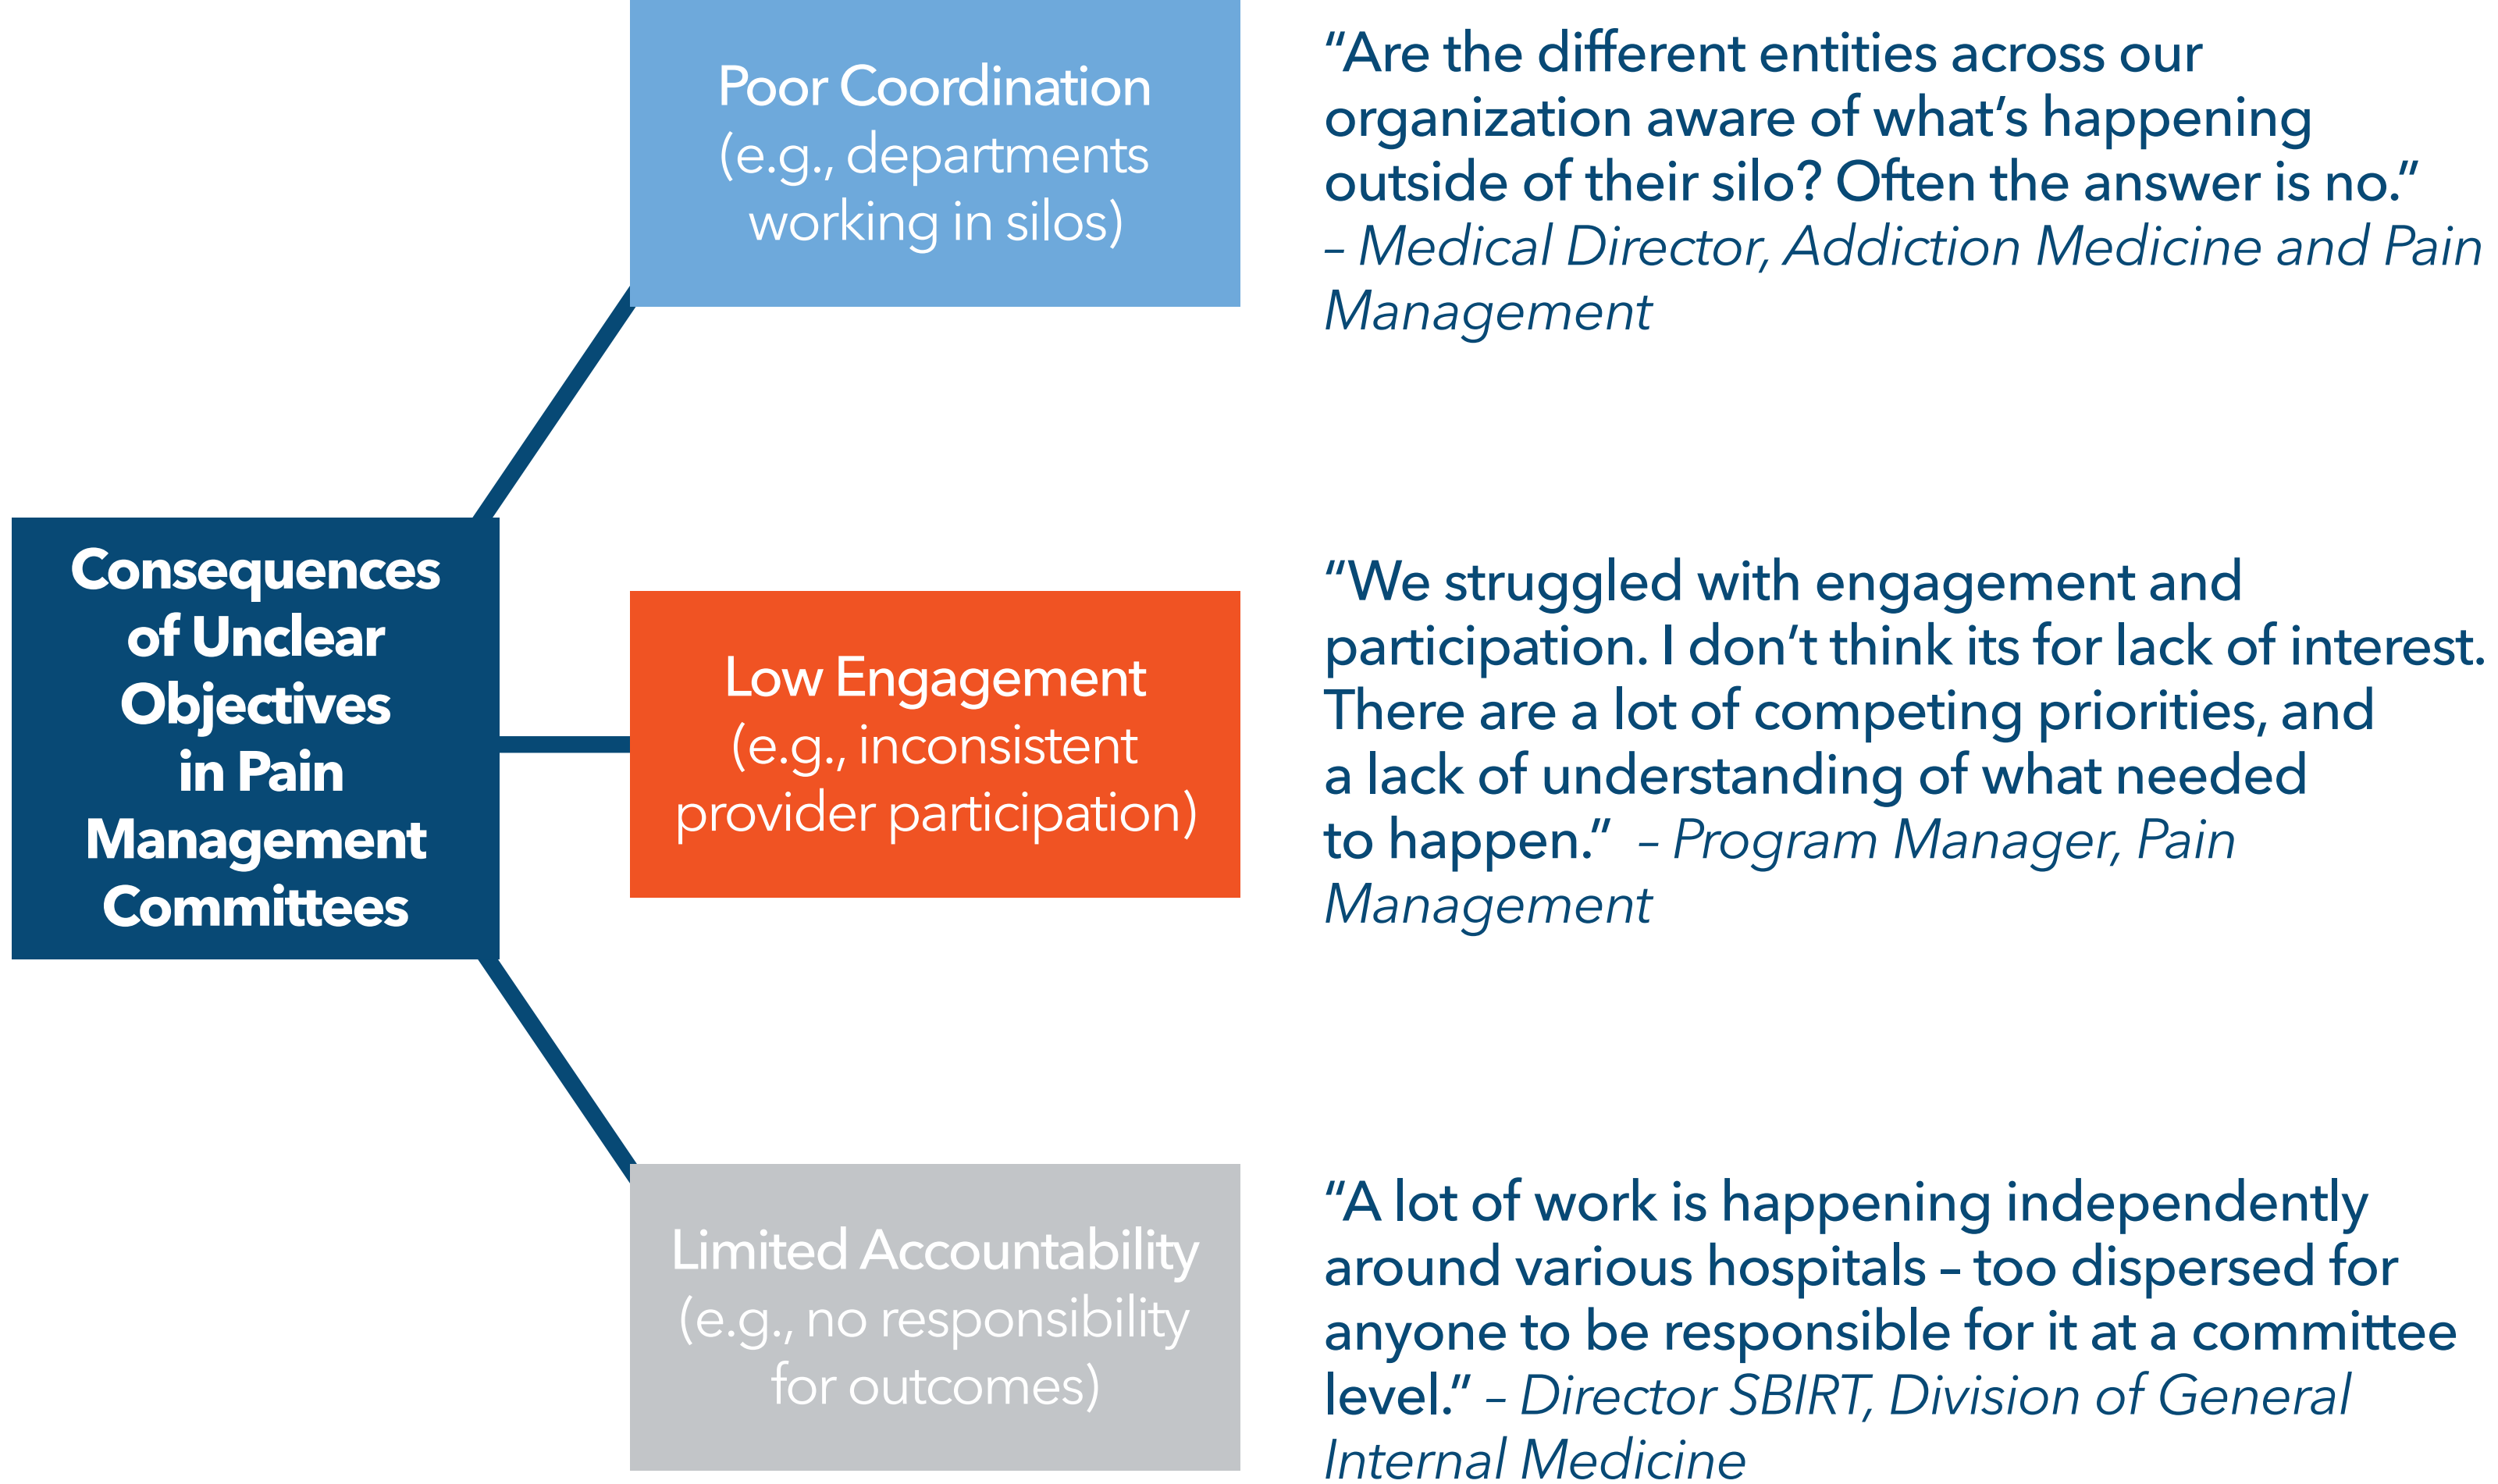 Consequences
of Unclear
Objectives
in Pain
Management
Committees
Poor Coordination
(e.g., departments
working in silos)
“Are the different entities across our
organization aware of what’s happening
outside of their silo? Often the answer is no.”
– Medical Director, Addiction Medicine and Pain
Management
Low Engagement
(e.g., inconsistent
provider participation)
“We struggled with engagement and
participation. I don’t think its for lack of interest.
There are a lot of competing priorities, and
a lack of understanding of what needed
to happen.” – Program Manager, Pain
Management
Limited Accountability
(e.g., no responsibility
for outcomes)
“A lot of work is happening independently
around various hospitals – too dispersed for
anyone to be responsible for it at a committee
level.” – Director SBIRT, Division of General
Internal Medicine